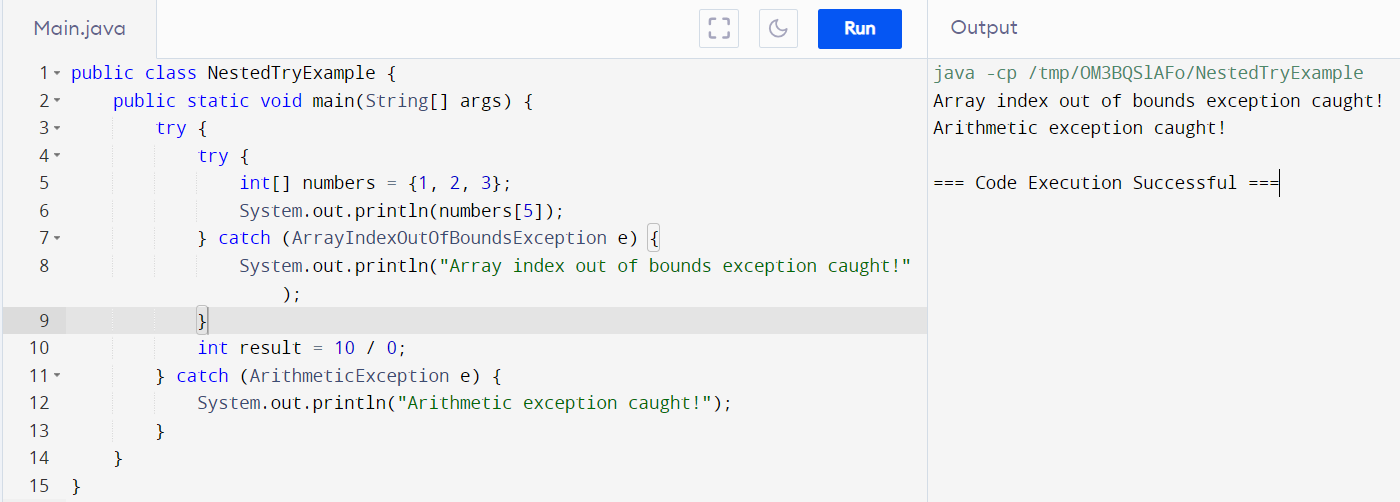 Main.java
Run
Output
1 public class NestedTryExample {
2 public static void main(String[] args) {
3 try {
4 try {
5 int[] numbers = {1, 2, 3};
6 System.out.println(numbers[5]);
7 } catch (ArrayIndexOutOfBoundsException e) {
8 System.out.println("Array index out of bounds exception caught!"
);
9 }
10 int result = 10 / 0;
11 } catch (ArithmeticException e) {
12 System.out.println("Arithmetic exception caught!");
13 }
14 }
15 }
java -cp /tmp/OM3BQSlAFo/NestedTryExample
Array index out of bounds exception caught!
Arithmetic exception caught!
=== Code Execution Successful ===